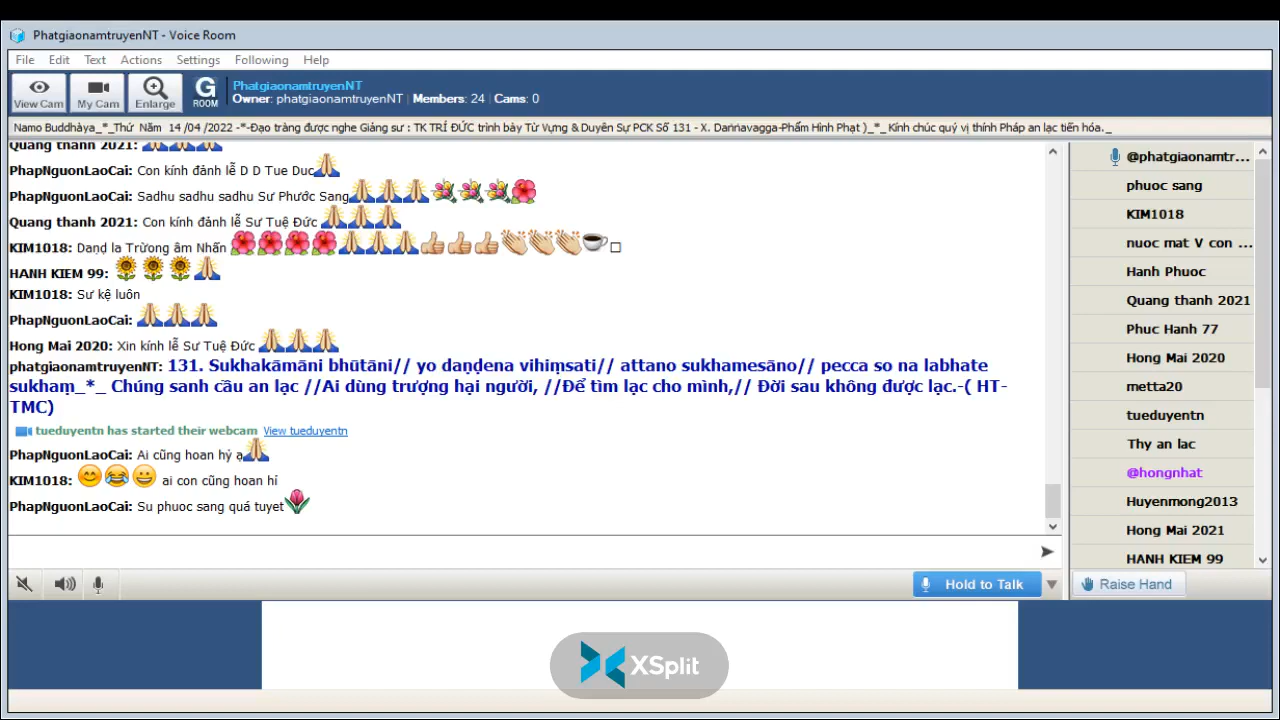 PhatgiaonamtruyenNT - Voice Room
File Edit Text Actions Settings Following Help
View Cam My Cam Enlarge G ROOM
PhatgiaonamtruyenNT
Owner: phatgiaonamtruyenNT | Members: 24 | Cams: 0
Namo Buddhàya_*_Thứ Năm 14 /04 /2022 -*-Đạo tràng được nghe Giảng sư : TK TRÍ ĐỨC trình bày Từ Vựng & Duyên Sự PCK Số 131 - X. Daṇṇavagga-Phẩm Hình Phạt )_*_ Kính chúc quý vị thính Pháp an lạc tiến hóa._
Quang thanh 2021:
PhapNguonLaoCai: Con kính đảnh lễ D D Tue Duc
PhapNguonLaoCai: Sadhu sadhu sadhu Sư Phước Sang
Quang thanh 2021: Con kính đảnh lễ Sư Tuệ Đức
KIM1018: Daṇḍ la Trừơng âm Nhấn
HANH KIEM 99:
KIM1018: Sư kệ luôn
PhapNguonLaoCai:
Hong Mai 2020: Xin kính lễ Sư Tuệ Đức
phatgiaonamtruyenNT: 131. Sukhakāmāni bhūtāni// yo daṇḍena vihiṃsati// attano sukhamesāno// pecca so na labhate
sukhaṃ_*_ Chúng sanh cầu an lạc //Ai dùng trượng hại người, //Để tìm lạc cho mình,// Đời sau không được lạc.-( HT-
TMC)
tueduyentn has started their webcam View tueduyentn
PhapNguonLaoCai: Ai cũng hoan hỷ ạ
KIM1018: ai con cũng hoan hỉ
PhapNguonLaoCai: Su phuoc sang quá tuyet
Hold to Talk
@phatgiaonamtr...
phuoc sang
KIM1018
nuoc mat V con ...
Hanh Phuoc
Quang thanh 2021
Phuc Hanh 77
Hong Mai 2020
metta20
tueduyentn
Thy an lac
@hongnhat
Huyenmong2013
Hong Mai 2021
HANH KIEM 99
Raise Hand
XSplit